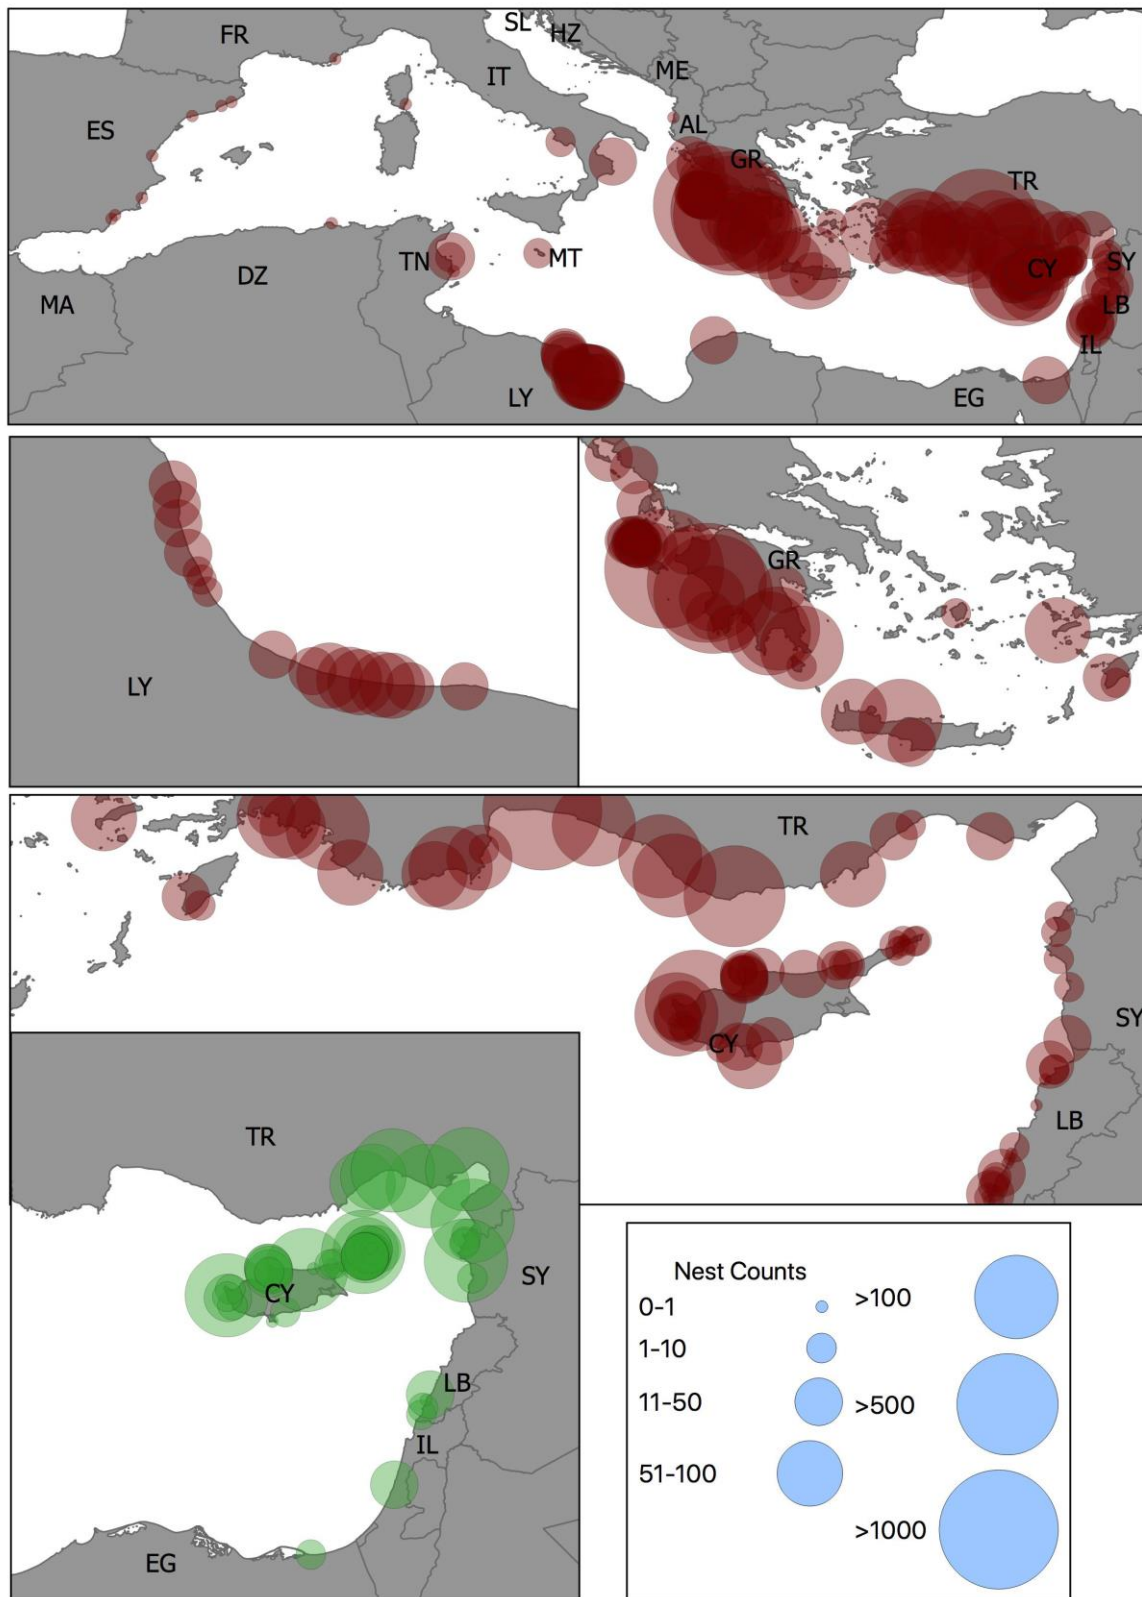 SL
HZ
FR
IT
ME
ES
AL
GR
TR
TN
MT
CY
SY
DZ
MA
LB
IL
LY
EG
GR
LY
TR
CY
SY
LB
TR
CY
SY
LB
IL
EG
Nest Counts
0-1
>100
1-10
11-50
>500
51-100
>1000